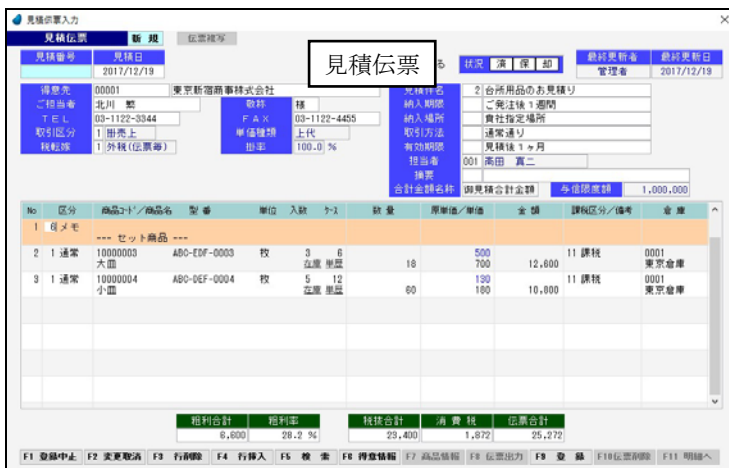 見積伝票入力
見積伝票 新 規 伝票複写
見積番号 見積日 見積伝票 る 状況 済 保 却 最終更新者 最終更新日
2017/12/19 管理者 2017/12/19
得意先 00001 東京新宿商事株式会社 見積件名 2 台所用品のお見積り
ご担当者 北川 繁 敬称 様 納入期限 ご発注後1週間
TEL 03-1122-3344 FAX 03-1122-4455 納入場所 貴社指定場所
取引区分 1 掛売上 単価種類 上代 取引方法 通常通り
税転嫁 1 外税(伝票毎) 掛率 100.0 % 有効期限 見積後1ヶ月
担当者 001 高田 真二
摘要
合計金額名称 御見積合計金額 与信限度額 1,000,000
No 区分 商品コード/商品名 型番 単位 入数 ケース 数量 原単価/単価 金額 課税区分/備考 倉庫
1 6 メモ
--- セット商品 ---
2 1 通常 10000003 ABC-EDF-0003 枚 3 6 500 11 課税 0001
大皿 在庫 単歴 18 700 12,600 東京倉庫
3 1 通常 10000004 ABC-DEF-0004 枚 5 12 130 11 課税 0001
小皿 在庫 単歴 60 180 10,800 東京倉庫
粗利合計 粗利率 税抜合計 消費税 伝票合計
6,600 28.2 % 23,400 1,872 25,272
F1 登録中止 F2 変更取消 F3 行削除 F4 行挿入 F5 検索 F6 得意情報 F7 商品情報 F8 伝票出力 F9 登録 F10伝票削除 F11 明細へ